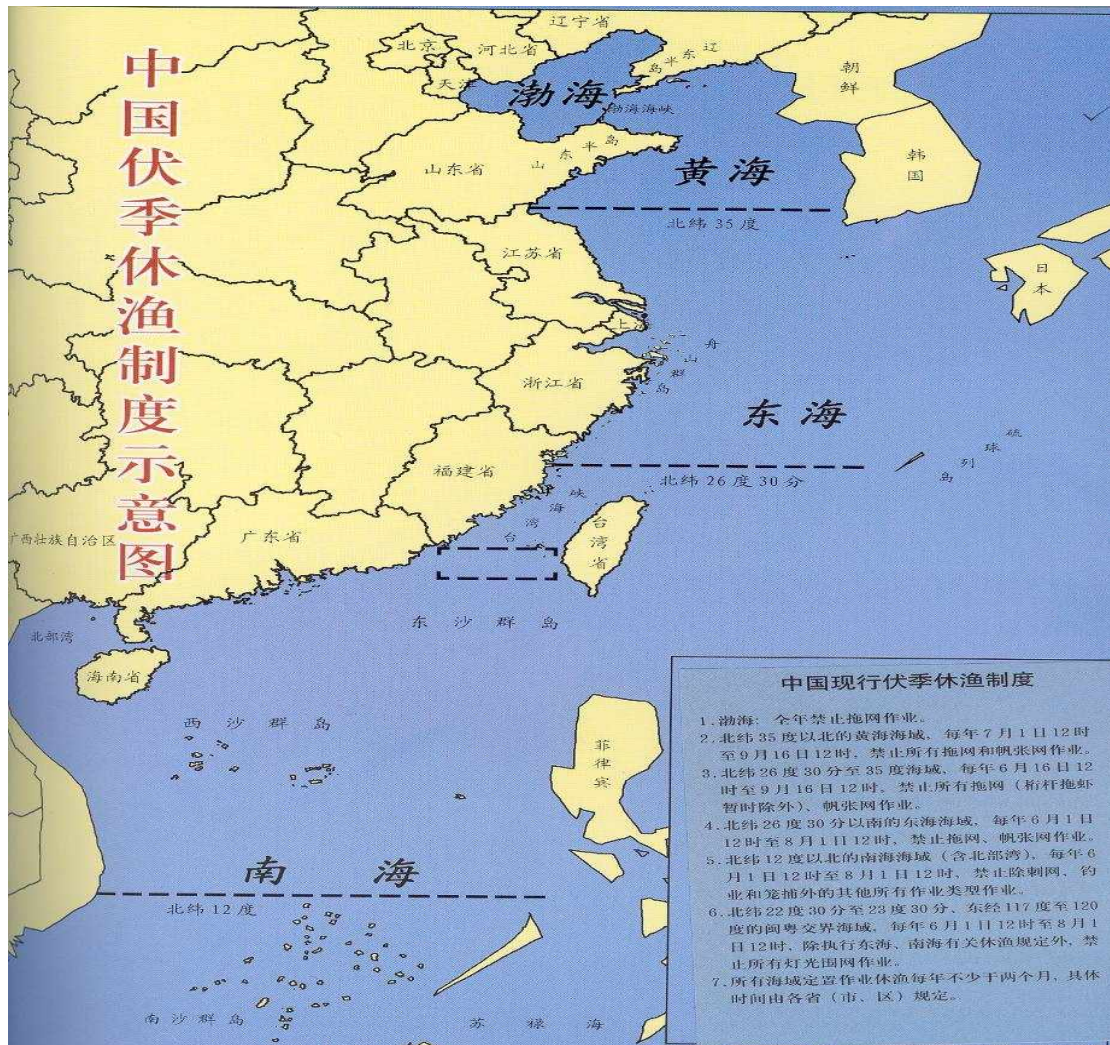 中国伏季休渔制度示意图
辽宁省
北京
河北省
天津
辽东半岛
渤海
渤海海峡
朝鲜
山东省
山东半岛
黄海
韩国
北纬35度
江苏省
日本
上海
舟山群岛
浙江省
东海
琉球列岛
福建省
北纬26度30分
台湾海峡
台湾省
广西壮族自治区
广东省
东沙群岛
北部湾
海南省
西沙群岛
菲律宾
南海
北纬12度
南沙群岛
苏禄海
中国现行伏季休渔制度
1.渤海：全年禁止拖网作业。
2.北纬35度以北的黄海海域，每年7月1日12时
至9月16日12时，禁止所有拖网和帆张网作业。
3.北纬26度30分至35度海域，每年6月16日12
时至9月16日12时，禁止所有拖网（桁杆拖虾
暂时除外）、帆张网作业。
4.北纬26度30分以南的东海海域，每年6月1日
12时至8月1日12时，禁止拖网、帆张网作业。
5.北纬12度以北的南海海域（含北部湾），每年6
月1日12时至8月1日12时，禁止除刺网、钓
业和笼捕外的其他所有作业类型作业。
6.北纬22度30分至23度30分、东经117度至120
度的闽粤交界海域，每年6月1日12时至8月1
日12时，除执行东海、南海有关休渔规定外，禁
止所有灯光围网作业。
7.所有海域定置作业休渔每年不少于两个月，具体
时间由各省（市、区）规定。